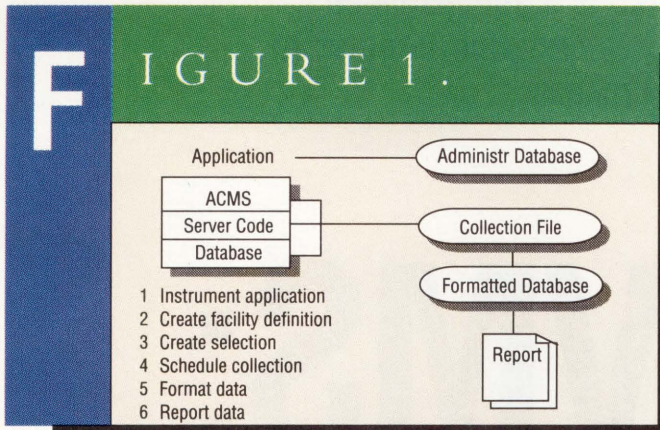 FIGURE 1.
Application
Administr Database
ACMS
Server Code
Database
Collection File
Formatted Database
Report
1 Instrument application
2 Create facility definition
3 Create selection
4 Schedule collection
5 Format data
6 Report data